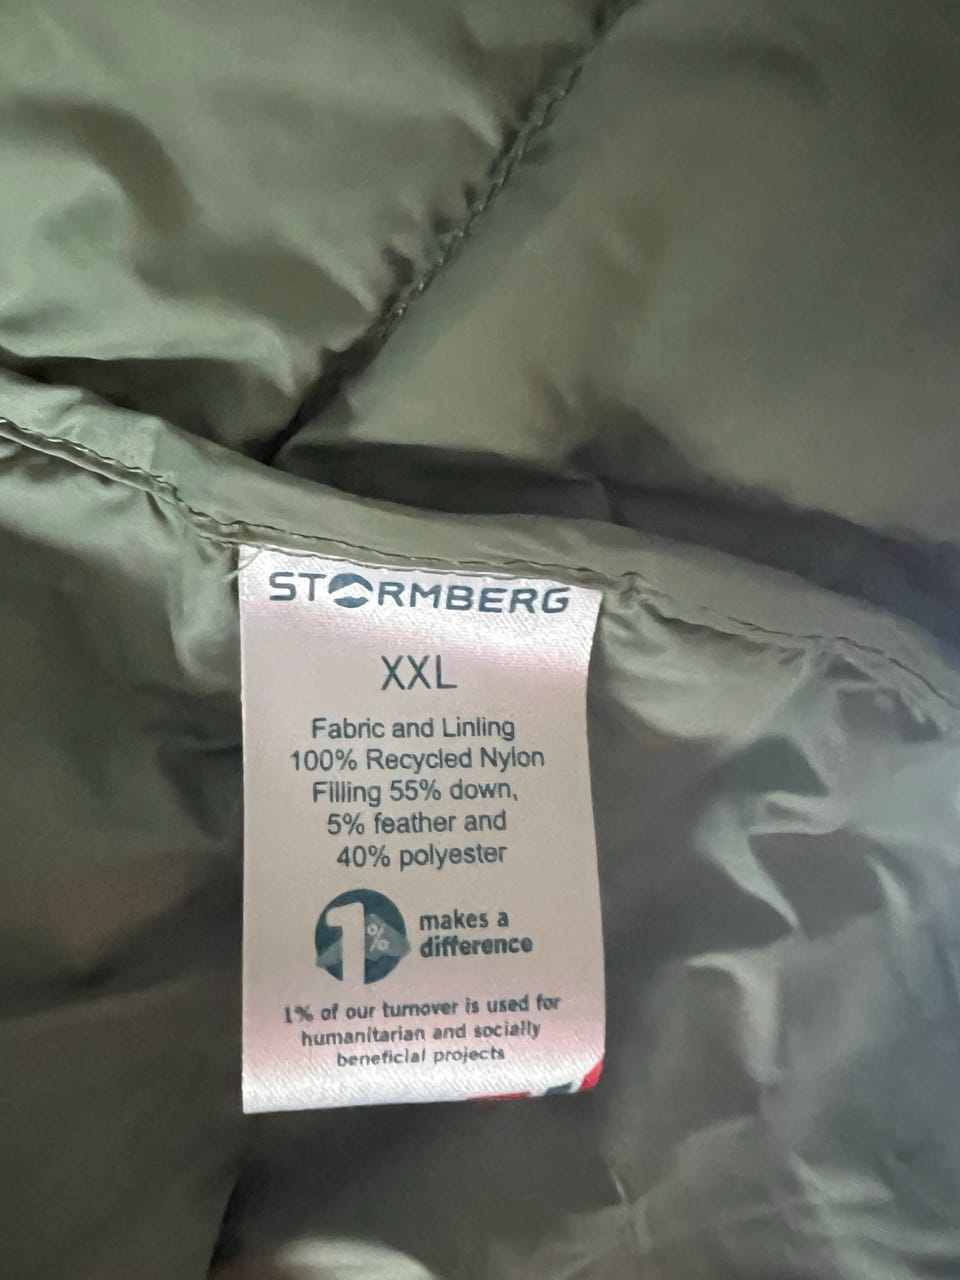 STORMBERG
XXL
Fabric and Linling
100% Recycled Nylon
Filling 55% down,
5% feather and
40% polyester
1%
makes a
difference
1% of our turnover is used for
humanitarian and socially
beneficial projects